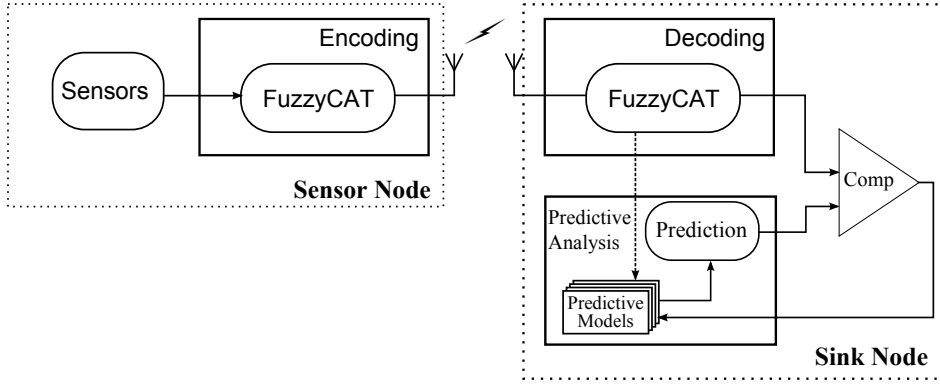 Encoding
Sensors
FuzzyCAT
Sensor Node
Decoding
FuzzyCAT
Comp
Predictive
Analysis
Prediction
Predictive
Models
Sink Node